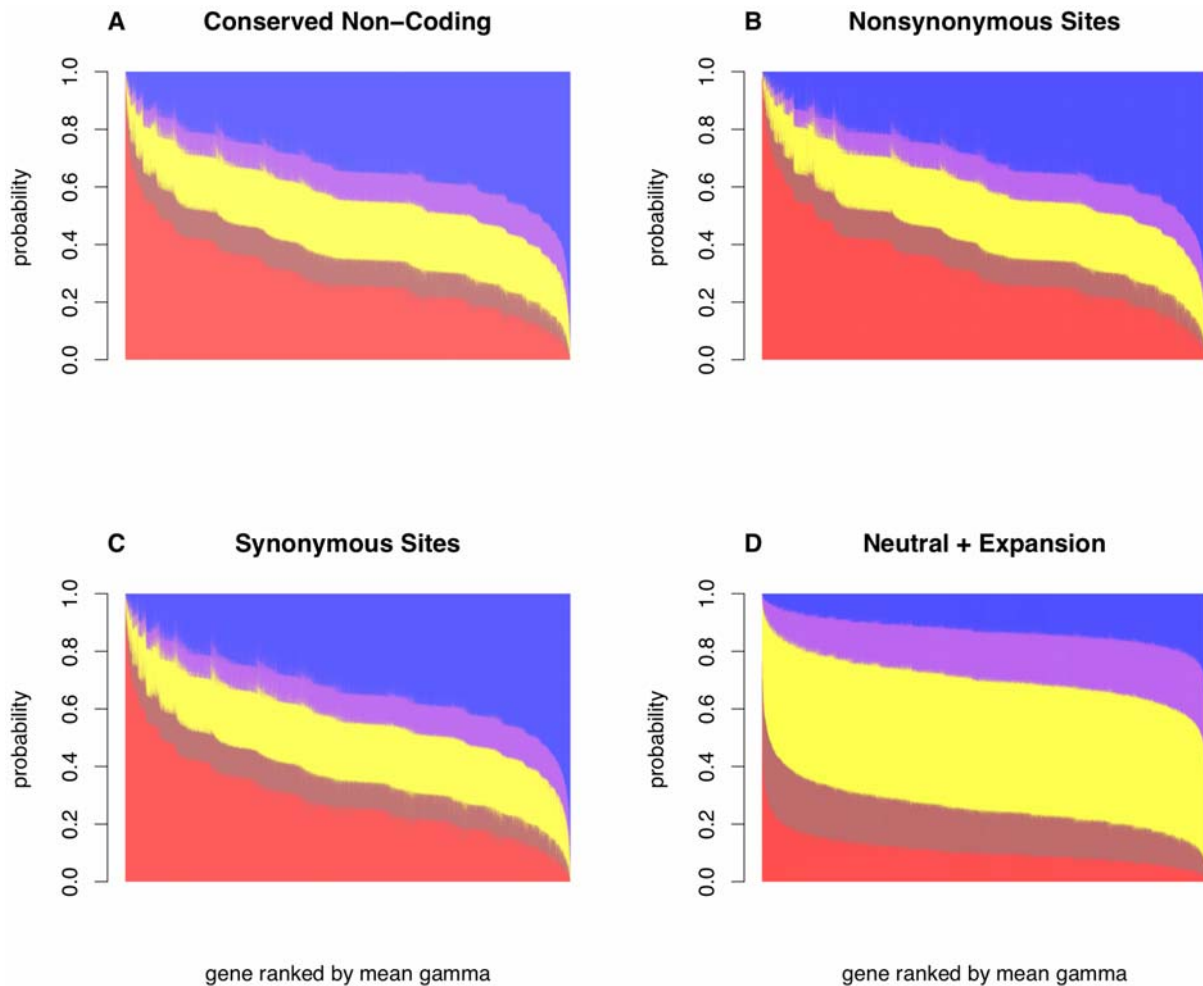 A Conserved Non−Coding
probability
0.0 0.2 0.4 0.6 0.8 1.0
B Nonsynonymous Sites
probability
0.0 0.2 0.4 0.6 0.8 1.0
C Synonymous Sites
probability
0.0 0.2 0.4 0.6 0.8 1.0
gene ranked by mean gamma
D Neutral + Expansion
probability
0.0 0.2 0.4 0.6 0.8 1.0
gene ranked by mean gamma